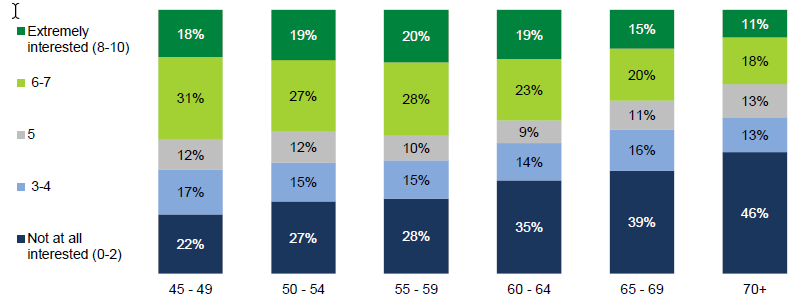 Extremely
interested (8-10)
6-7
5
3-4
Not at all
interested (0-2)
18% 19% 20% 19% 15% 11%
31% 27% 28% 23% 20% 18%
12% 12% 10% 9% 11% 13%
17% 15% 15% 14% 16% 13%
22% 27% 28% 35% 39% 46%
45 - 49 50 - 54 55 - 59 60 - 64 65 - 69 70+